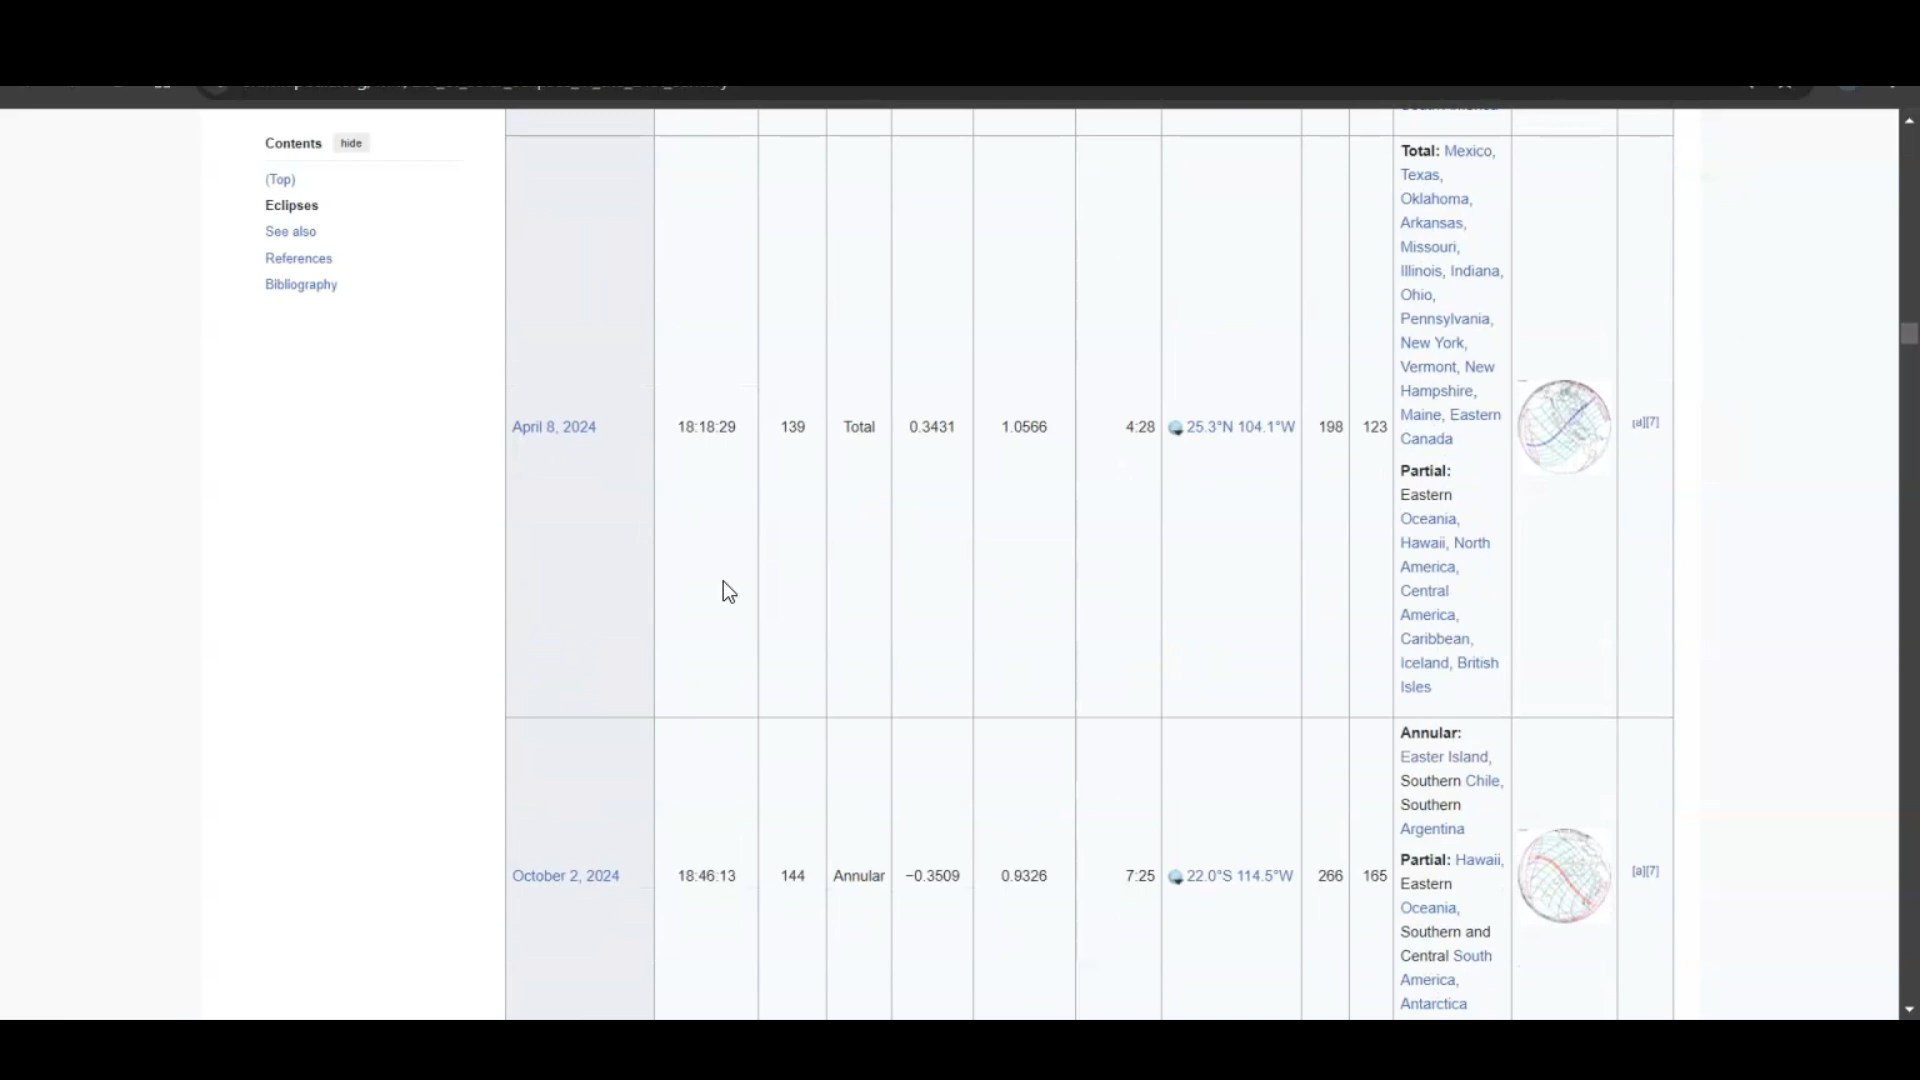 Contents hide
(Top)
Eclipses
See also
References
Bibliography
Total: Mexico,
Texas,
Oklahoma,
Arkansas,
Missouri,
Illinois, Indiana,
Ohio,
Pennsylvania,
New York,
Vermont, New
Hampshire,
Maine, Eastern
Canada
April 8, 2024 18:18:29 139 Total 0.3431 1.0566 4:28 25.3°N 104.1°W 198 123 [a][7]
Partial:
Eastern
Oceania,
Hawaii, North
America,
Central
America,
Caribbean,
Iceland, British
Isles
Annular:
Easter Island,
Southern Chile,
Southern
Argentina
Partial: Hawaii,
October 2, 2024 18:46:13 144 Annular −0.3509 0.9326 7:25 22.0°S 114.5°W 266 165 [a][7]
Eastern
Oceania,
Southern and
Central South
America,
Antarctica